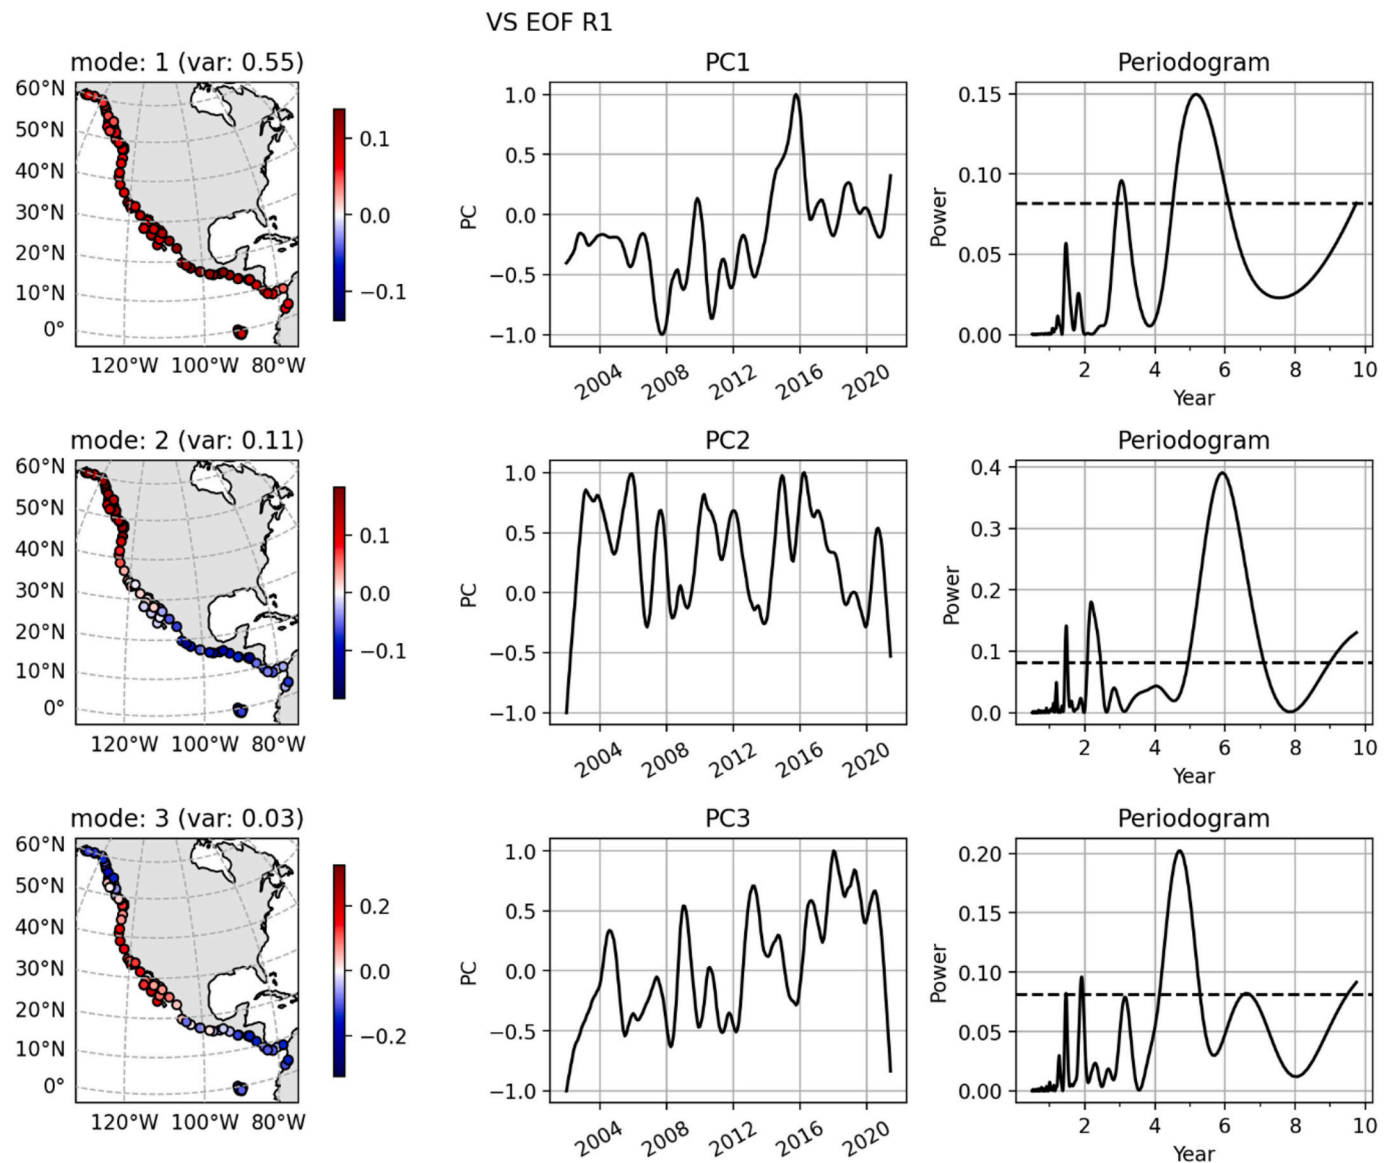 VS EOF R1
mode: 1 (var: 0.55)
60°N
50°N
40°N
30°N
20°N
10°N
0°
120°W 100°W 80°W
0.1
0.0
−0.1
PC1
PC
1.0
0.5
0.0
−0.5
−1.0
2004 2008 2012 2016 2020
Periodogram
Power
0.15
0.10
0.05
0.00
2 4 6 8 10
Year
mode: 2 (var: 0.11)
60°N
50°N
40°N
30°N
20°N
10°N
0°
120°W 100°W 80°W
0.1
0.0
−0.1
PC2
PC
1.0
0.5
0.0
−0.5
−1.0
2004 2008 2012 2016 2020
Periodogram
Power
0.4
0.3
0.2
0.1
0.0
2 4 6 8 10
Year
mode: 3 (var: 0.03)
60°N
50°N
40°N
30°N
20°N
10°N
0°
120°W 100°W 80°W
0.2
0.0
−0.2
PC3
PC
1.0
0.5
0.0
−0.5
−1.0
2004 2008 2012 2016 2020
Periodogram
Power
0.20
0.15
0.10
0.05
0.00
2 4 6 8 10
Year